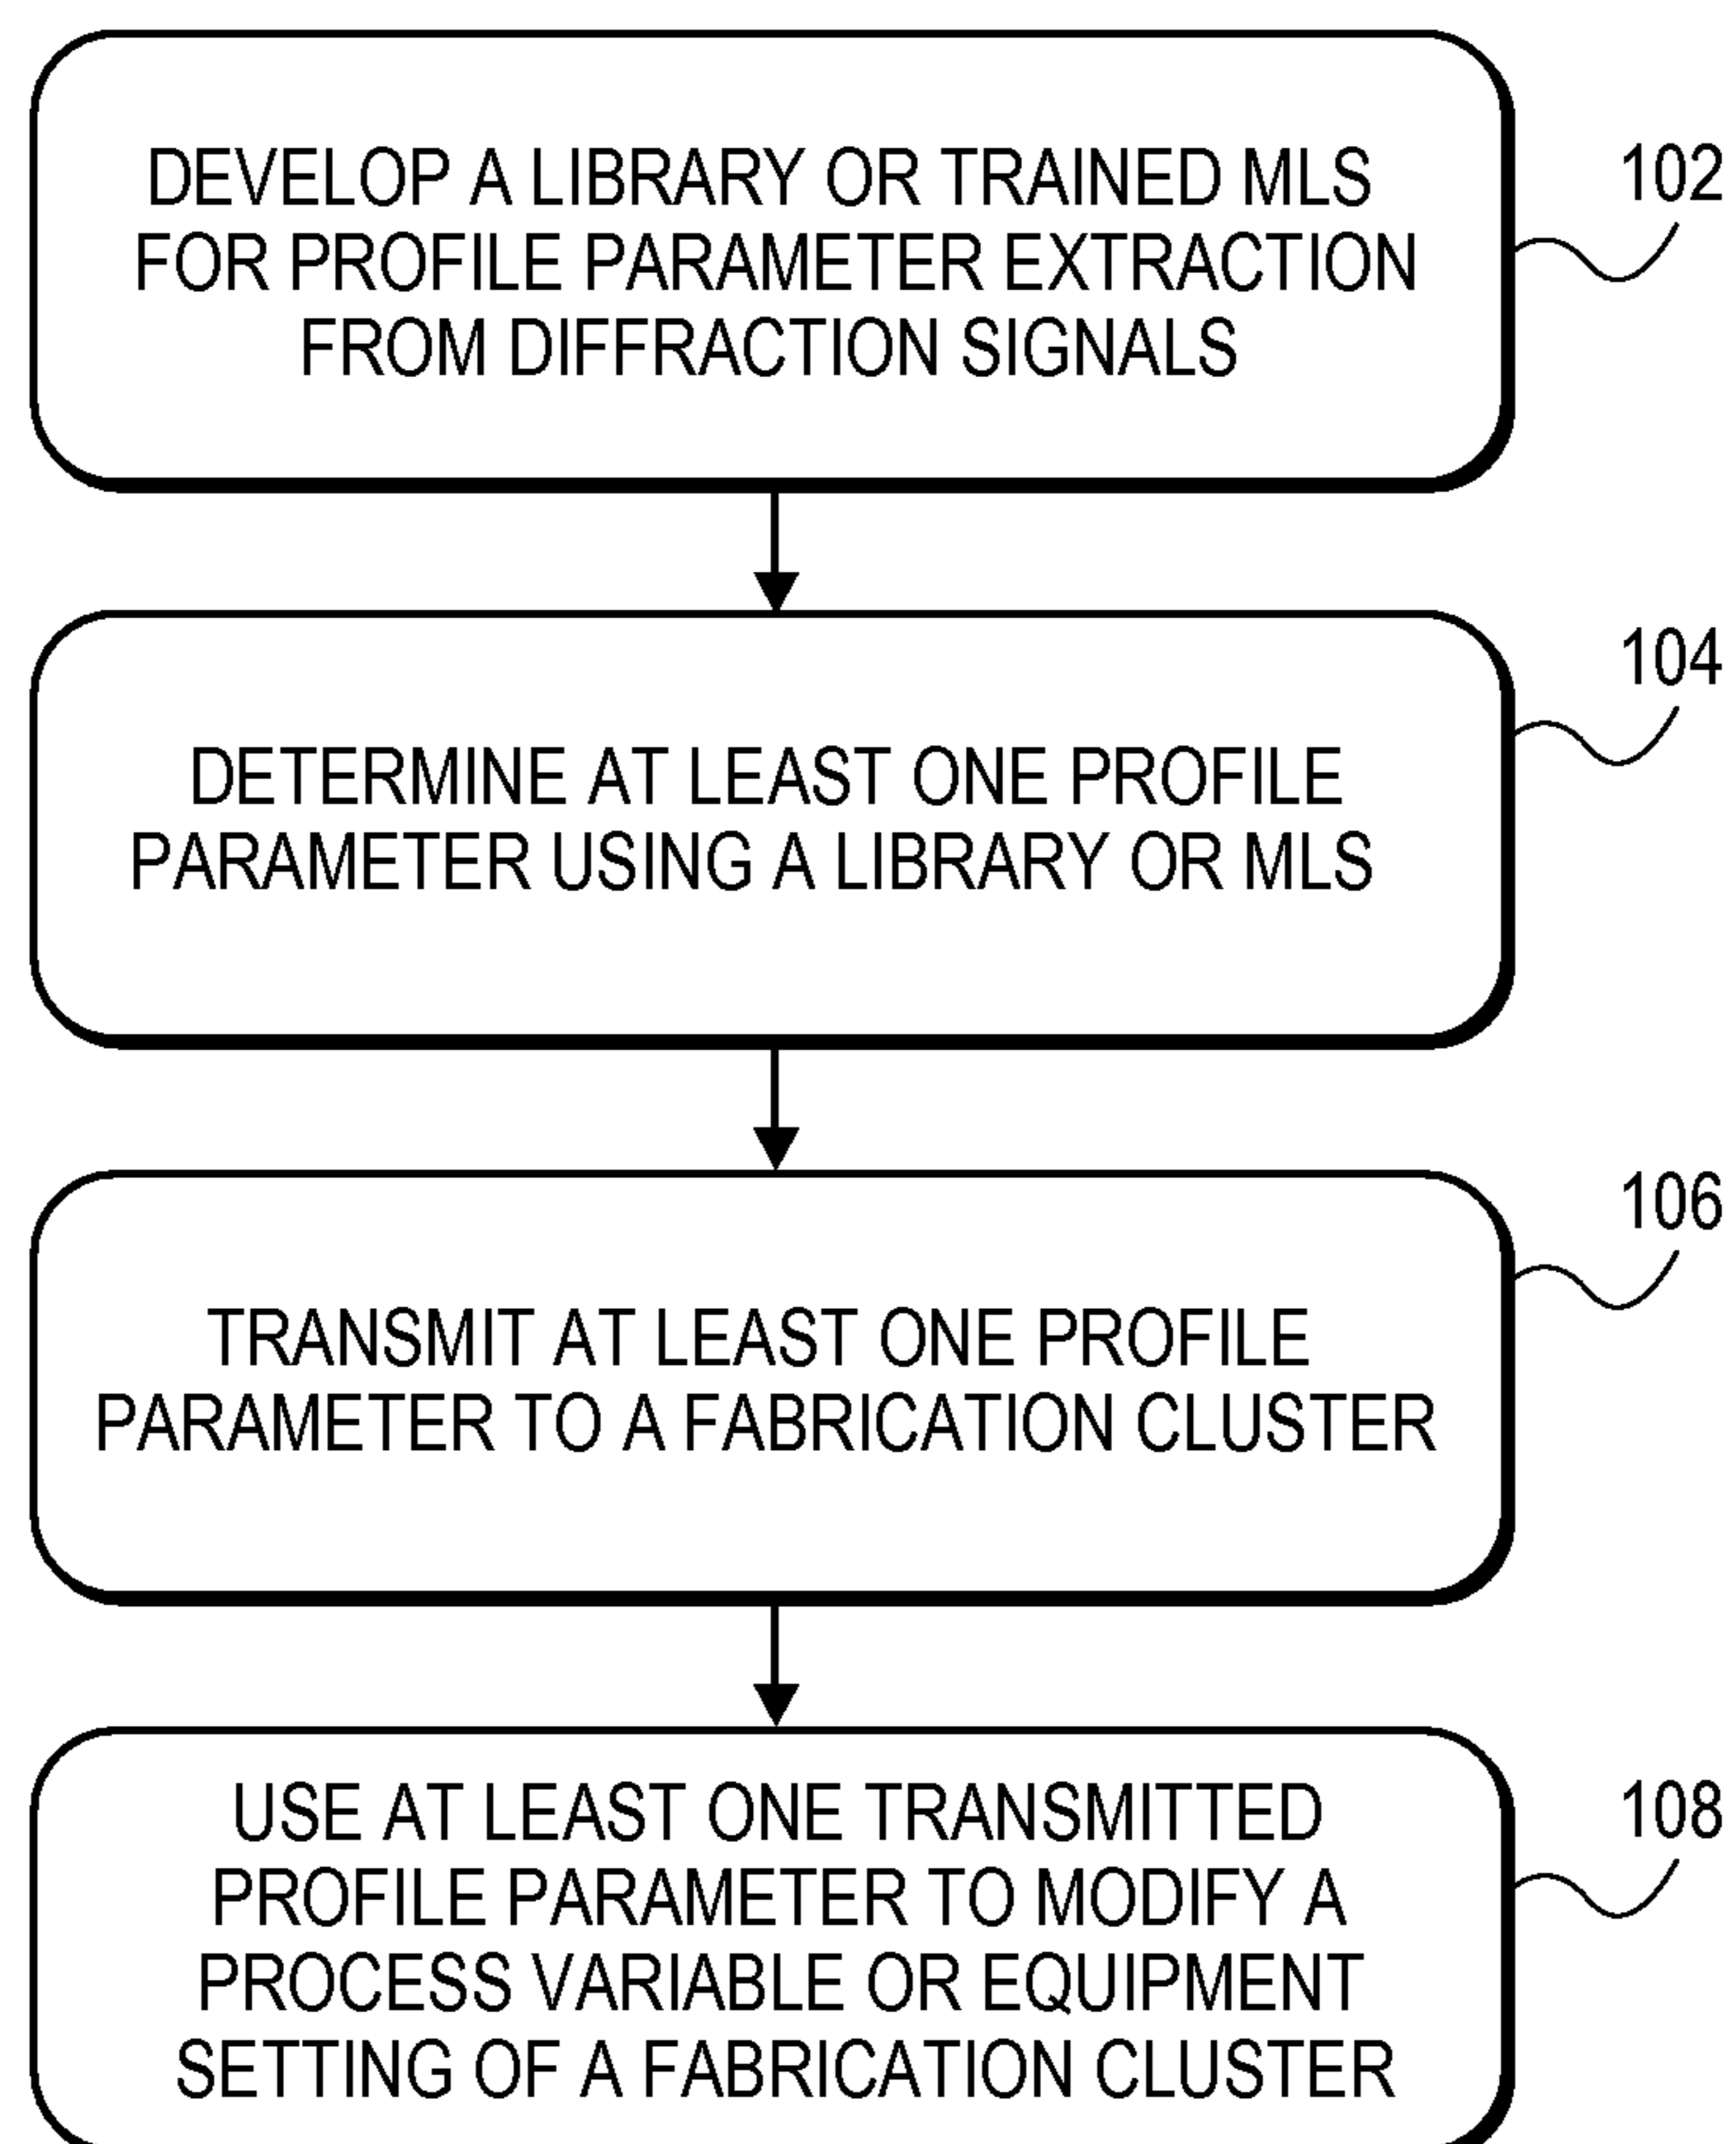 DEVELOP A LIBRARY OR TRAINED MLS
FOR PROFILE PARAMETER EXTRACTION
FROM DIFFRACTION SIGNALS
102
DETERMINE AT LEAST ONE PROFILE
PARAMETER USING A LIBRARY OR MLS
104
TRANSMIT AT LEAST ONE PROFILE
PARAMETER TO A FABRICATION CLUSTER
106
USE AT LEAST ONE TRANSMITTED
PROFILE PARAMETER TO MODIFY A
PROCESS VARIABLE OR EQUIPMENT
SETTING OF A FABRICATION CLUSTER
108